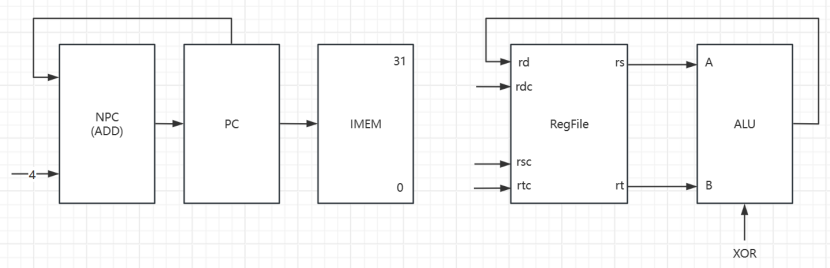 NPC
(ADD)
4
PC
31
IMEM
0
rd
rdc
rsc
rtc
RegFile
rs
rt
A
B
ALU
XOR